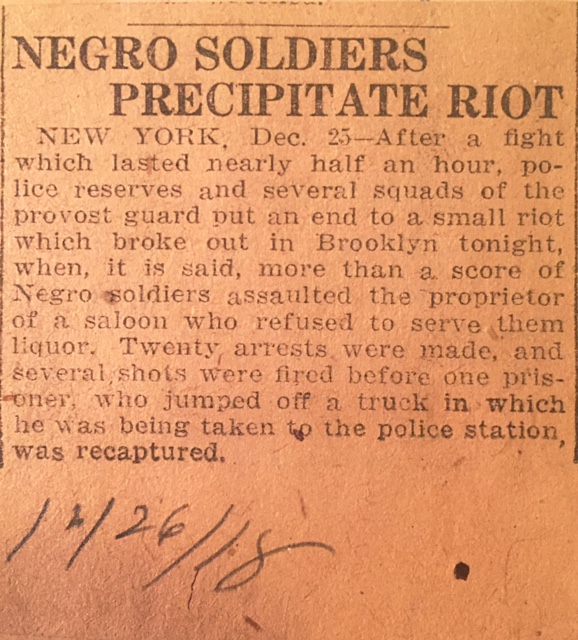 NEGRO SOLDIERS
PRECIPITATE RIOT
NEW YORK, Dec. 25—After a fight
which lasted nearly half an hour, po-
lice reserves and several squads of the
provost guard put an end to a small riot
which broke out in Brooklyn tonight,
when, it is said, more than a score of
Negro soldiers assaulted the proprietor
of a saloon who refused to serve them
liquor. Twenty arrests were made, and
several shots were fired before one pris-
oner, who jumped off a truck in which
he was being taken to the police station,
was recaptured.
12/26/18